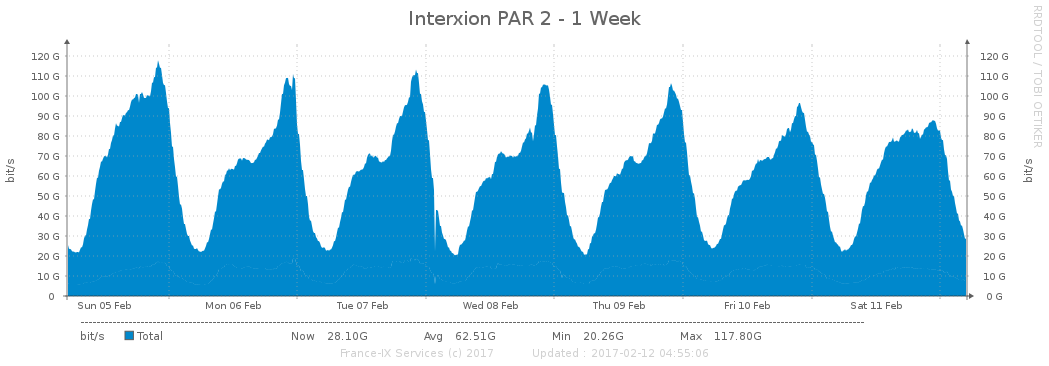 Interxion PAR 2 - 1 Week
RRDTOOL / TOBI OETIKER
bit/s
120 G
110 G
100 G
90 G
80 G
70 G
60 G
50 G
40 G
30 G
20 G
10 G
0
120 G
110 G
100 G
90 G
80 G
70 G
60 G
50 G
40 G
30 G
20 G
10 G
0 G
bit/s
Sun 05 Feb Mon 06 Feb Tue 07 Feb Wed 08 Feb Thu 09 Feb Fri 10 Feb Sat 11 Feb
bit/s Total Now 28.10G Avg 62.51G Min 20.26G Max 117.80G
France-IX Services (c) 2017 Updated : 2017-02-12 04:55:06